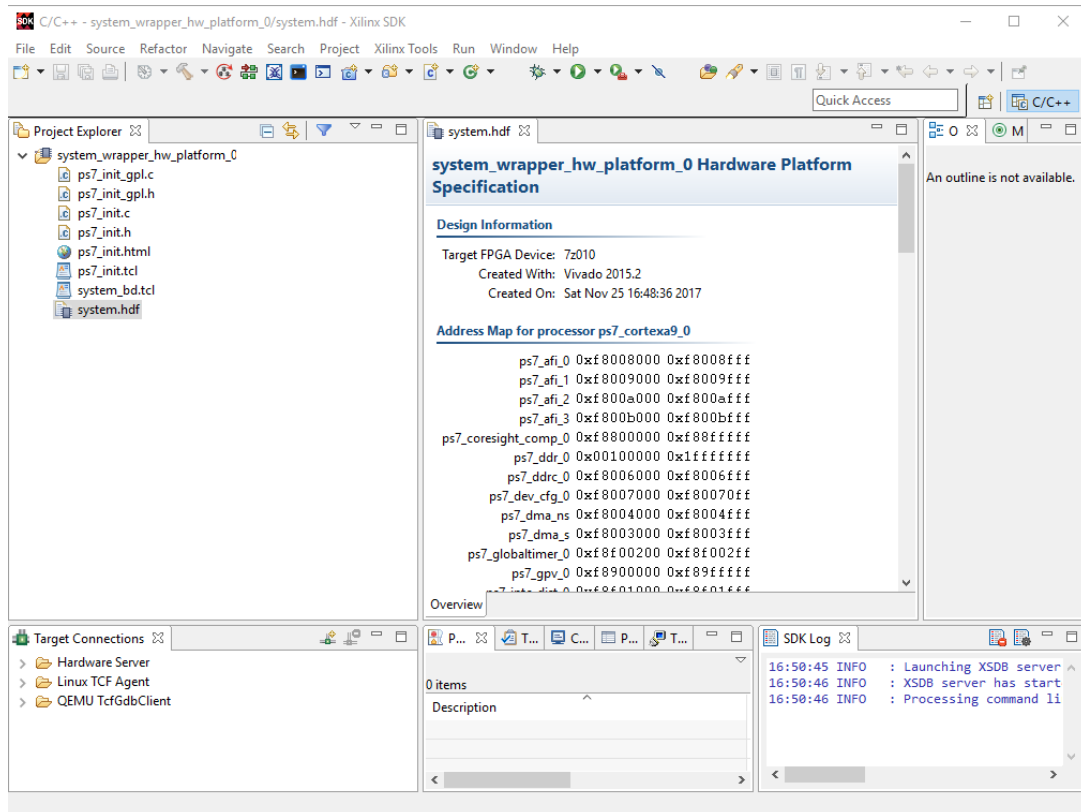 SDK C/C++ - system_wrapper_hw_platform_0/system.hdf - Xilinx SDK
File Edit Source Refactor Navigate Search Project Xilinx Tools Run Window Help
Quick Access
C/C++
Project Explorer
system_wrapper_hw_platform_0
ps7_init_gpl.c
ps7_init_gpl.h
ps7_init.c
ps7_init.h
ps7_init.html
ps7_init.tcl
system_bd.tcl
system.hdf
system.hdf
system_wrapper_hw_platform_0 Hardware Platform
Specification
Design Information
Target FPGA Device: 7z010
Created With: Vivado 2015.2
Created On: Sat Nov 25 16:48:36 2017
Address Map for processor ps7_cortexa9_0
ps7_afi_0 0xf8008000 0xf8008fff
ps7_afi_1 0xf8009000 0xf8009fff
ps7_afi_2 0xf800a000 0xf800afff
ps7_afi_3 0xf800b000 0xf800bfff
ps7_coresight_comp_0 0xf8800000 0xf88fffff
ps7_ddr_0 0x00100000 0x1fffffff
ps7_ddrc_0 0xf8006000 0xf8006fff
ps7_dev_cfg_0 0xf8007000 0xf80070ff
ps7_dma_ns 0xf8004000 0xf8004fff
ps7_dma_s 0xf8003000 0xf8003fff
ps7_globaltimer_0 0xf8f00200 0xf8f002ff
ps7_gpv_0 0xf8900000 0xf89fffff
ps7_intc_dist_0 0xf8f01000 0xf8f01fff
Overview
O M
An outline is not available.
Target Connections
Hardware Server
Linux TCF Agent
QEMU TcfGdbClient
P... T... C... P... T...
0 items
Description
SDK Log
16:50:45 INFO : Launching XSDB server
16:50:46 INFO : XSDB server has start
16:50:46 INFO : Processing command li